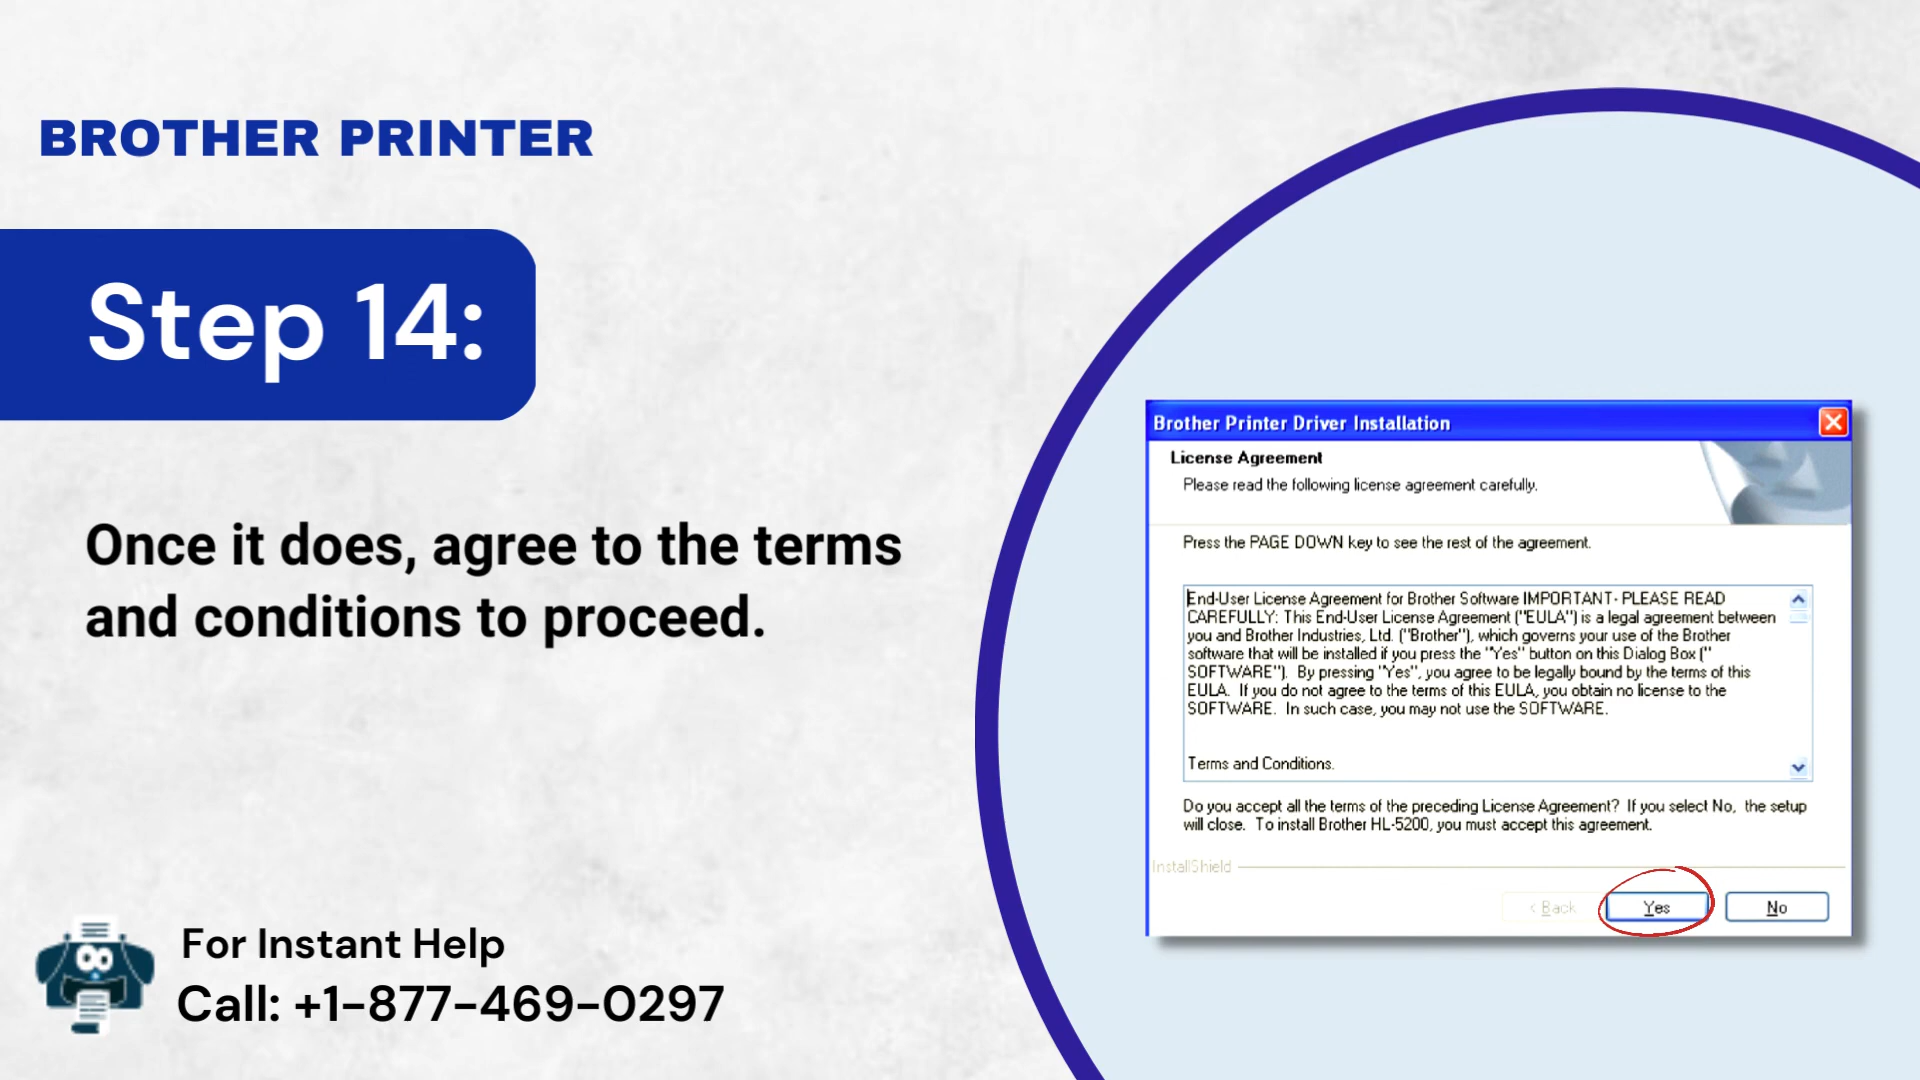 BROTHER PRINTER
Step 14:
Once it does, agree to the terms
and conditions to proceed.
For Instant Help
Call: +1-877-469-0297
Brother Printer Driver Installation
License Agreement
Please read the following license agreement carefully.
Press the PAGE DOWN key to see the rest of the agreement.
End-User License Agreement for Brother Software IMPORTANT- PLEASE READ
CAREFULLY: This End-User License Agreement ("EULA") is a legal agreement between
you and Brother Industries, Ltd. ("Brother"), which governs your use of the Brother
software that will be installed if you press the "Yes" button on this Dialog Box ("
SOFTWARE"). By pressing "Yes", you agree to be legally bound by the terms of this
EULA. If you do not agree to the terms of this EULA, you obtain no license to the
SOFTWARE. In such case, you may not use the SOFTWARE.
Terms and Conditions.
Do you accept all the terms of the preceding License Agreement? If you select No, the setup
will close. To install Brother HL-5200, you must accept this agreement.
InstallShield
< Back
Yes
No